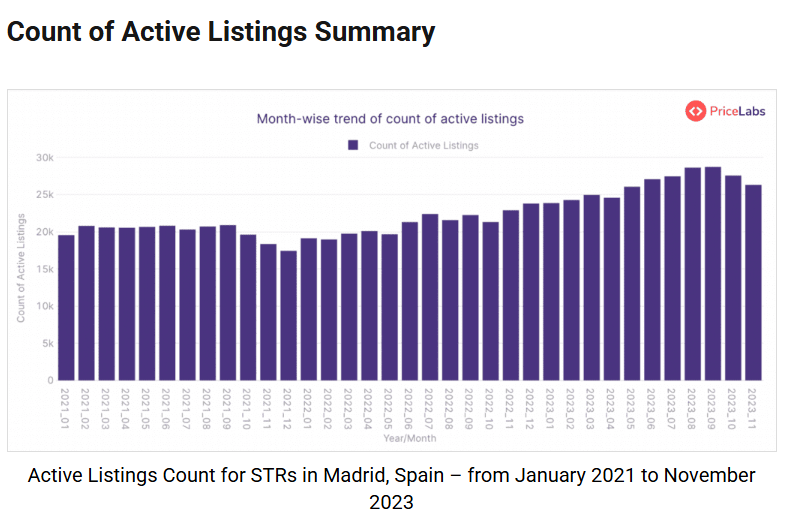 Count of Active Listings Summary
PriceLabs
Month-wise trend of count of active listings
Count of Active Listings
30k
25k
20k
15k
10k
5k
0
Count of Active Listings
2021_01
2021_02
2021_03
2021_04
2021_05
2021_06
2021_07
2021_08
2021_09
2021_10
2021_11
2021_12
2022_01
2022_02
2022_03
2022_04
2022_05
2022_06
2022_07
2022_08
2022_09
2022_10
2022_11
2022_12
2023_01
2023_02
2023_03
2023_04
2023_05
2023_06
2023_07
2023_08
2023_09
2023_10
2023_11
Year/Month
Active Listings Count for STRs in Madrid, Spain – from January 2021 to November
2023